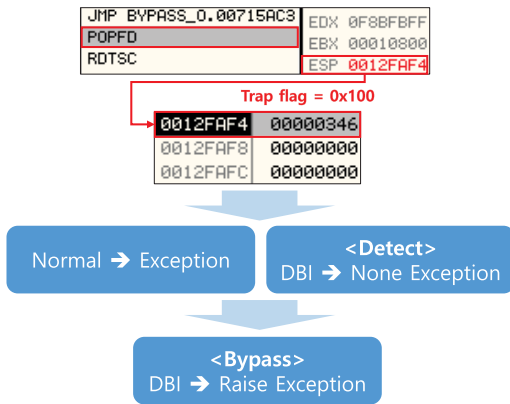 JMP BYPASS_0.00715AC3
POPFD
RDTSC
EDX 0F8BFBFF
EBX 00010800
ESP 0012FAF4
Trap flag = 0x100
0012FAF4 00000346
0012FAF8 00000000
0012FAFC 00000000
Normal ➔ Exception
<Detect>
DBI ➔ None Exception
<Bypass>
DBI ➔ Raise Exception